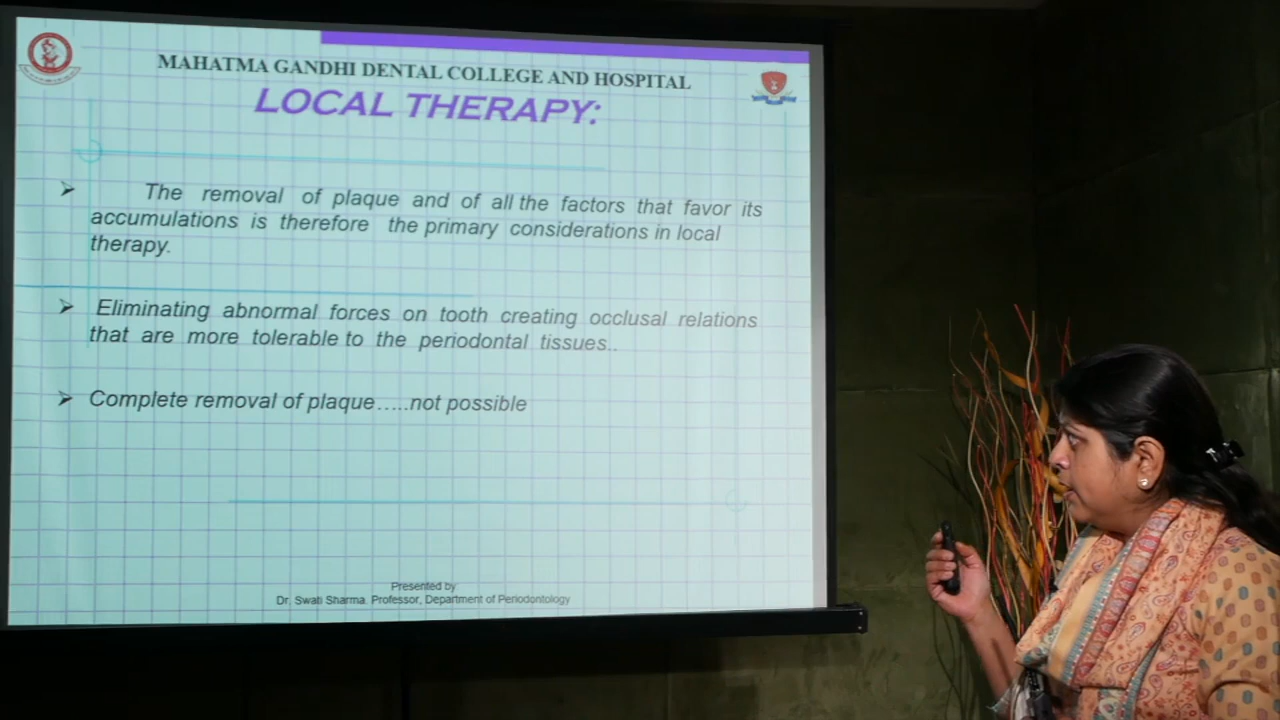 MAHATMA GANDHI DENTAL COLLEGE AND HOSPITAL
LOCAL THERAPY:
➢ The removal of plaque and of all the factors that favor its
accumulations is therefore the primary considerations in local
therapy.
➢ Eliminating abnormal forces on tooth creating occlusal relations
that are more tolerable to the periodontal tissues..
➢ Complete removal of plaque…..not possible
Presented by
Dr. Swati Sharma. Professor, Department of Periodontology